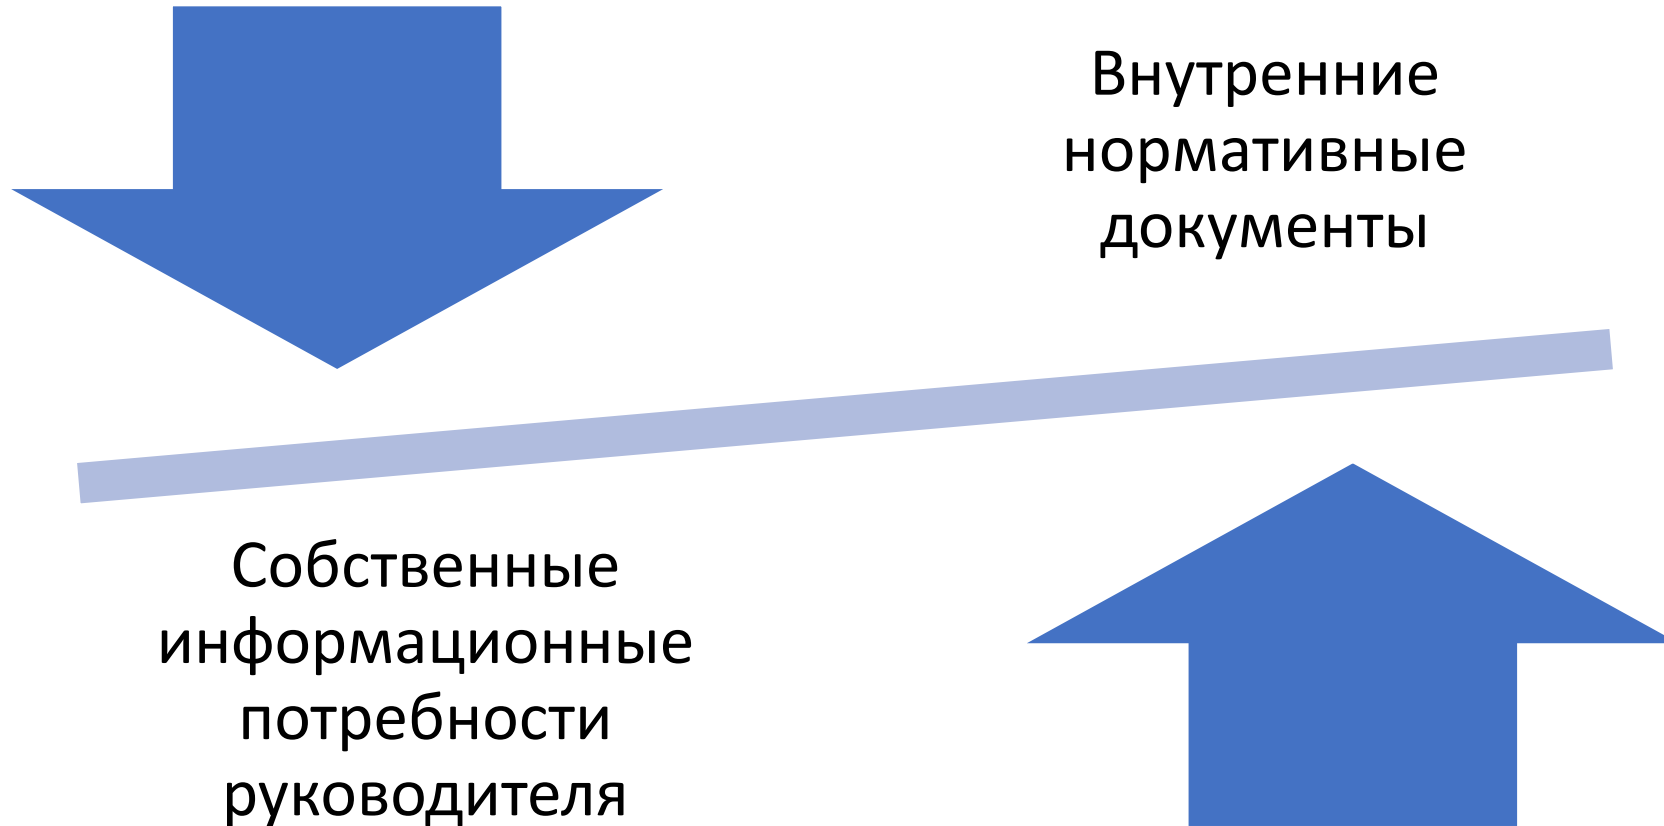 Внутренние
нормативные
документы
Собственные
информационные
потребности
руководителя